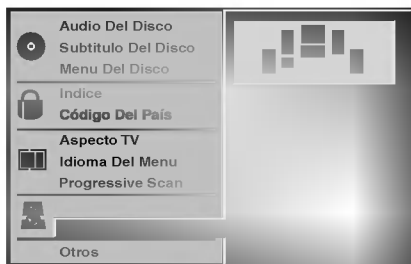 Audio Del Disco
Subtitulo Del Disco
Menu Del Disco
Indice
Código Del País
Aspecto TV
Idioma Del Menu
Progressive Scan
Otros